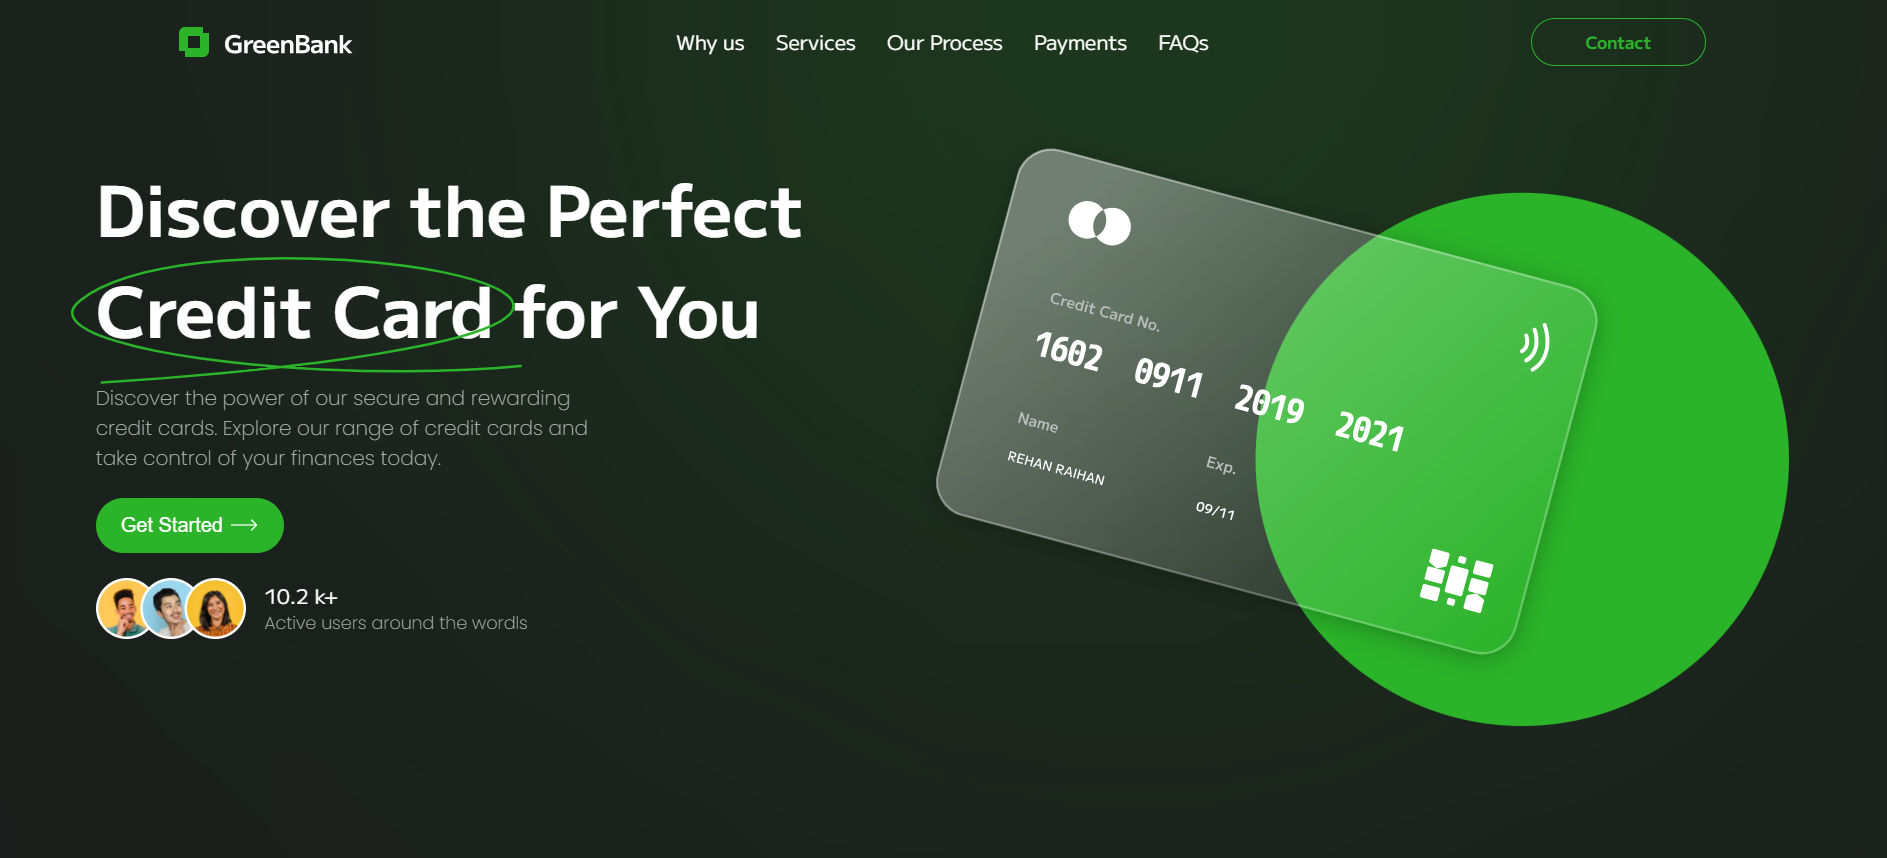 GreenBank
Why us
Services
Our Process
Payments
FAQs
Contact
Discover the Perfect
Credit Card for You
Discover the power of our secure and rewarding
credit cards. Explore our range of credit cards and
take control of your finances today.
Get Started
10.2 k+
Active users around the wordls
Credit Card No.
1602 0911 2019 2021
Name
Exp.
REHAN RAIHAN
09/11